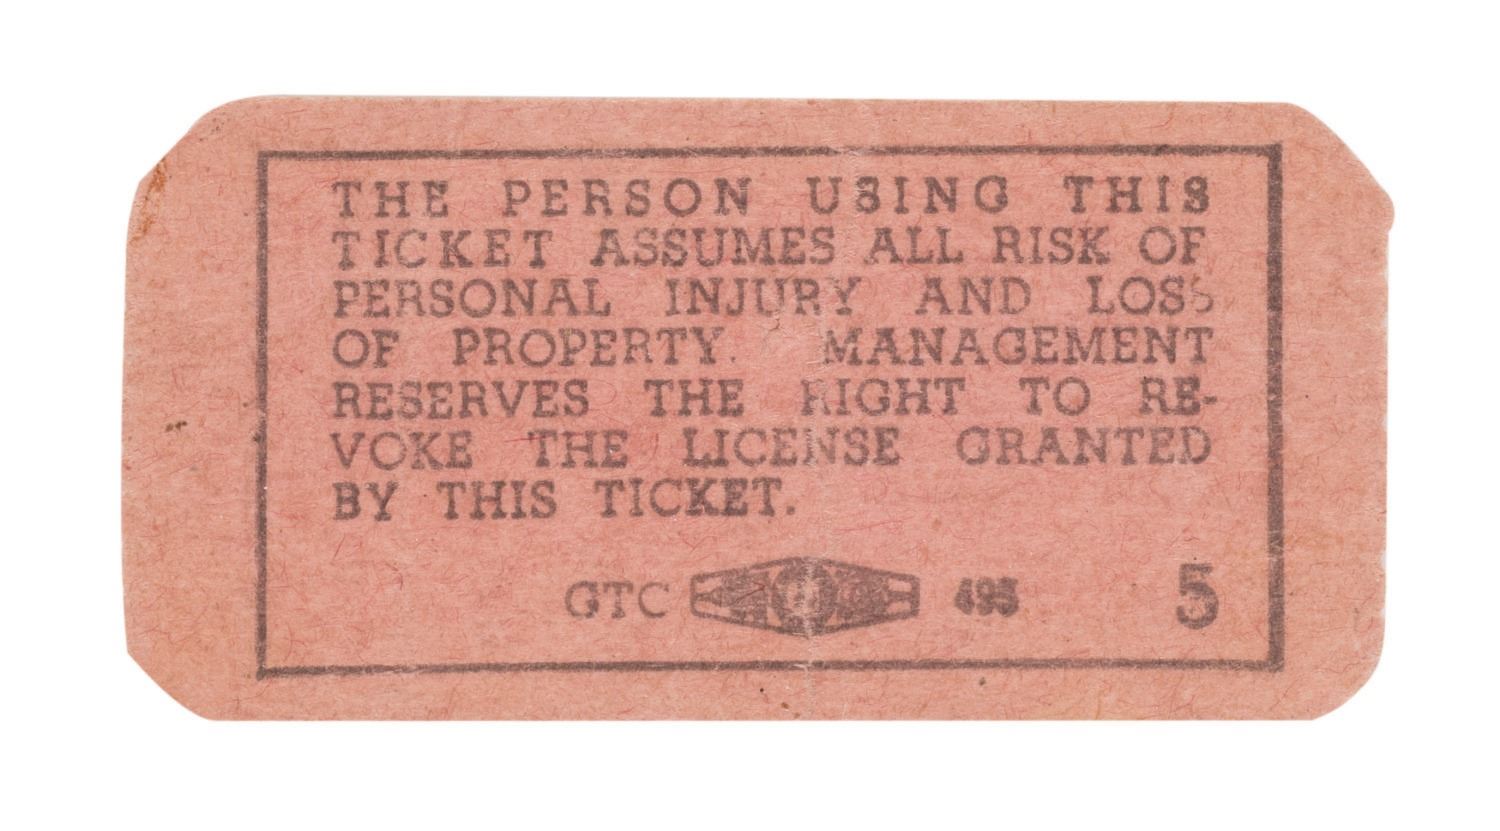 THE PERSON USING THIS
TICKET ASSUMES ALL RISK OF
PERSONAL INJURY AND LOSS
OF PROPERTY. MANAGEMENT
RESERVES THE RIGHT TO RE-
VOKE THE LICENSE GRANTED
BY THIS TICKET.
GTC 495 5